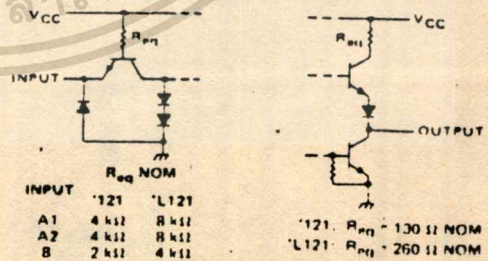 VCC
Req
INPUT
Req NOM
INPUT
'121 'L121
A1 4 kΩ 8 kΩ
A2 4 kΩ 8 kΩ
B 2 kΩ 4 kΩ
VCC
Req
OUTPUT
'121: Req = 130 Ω NOM
'L121: Req = 260 Ω NOM